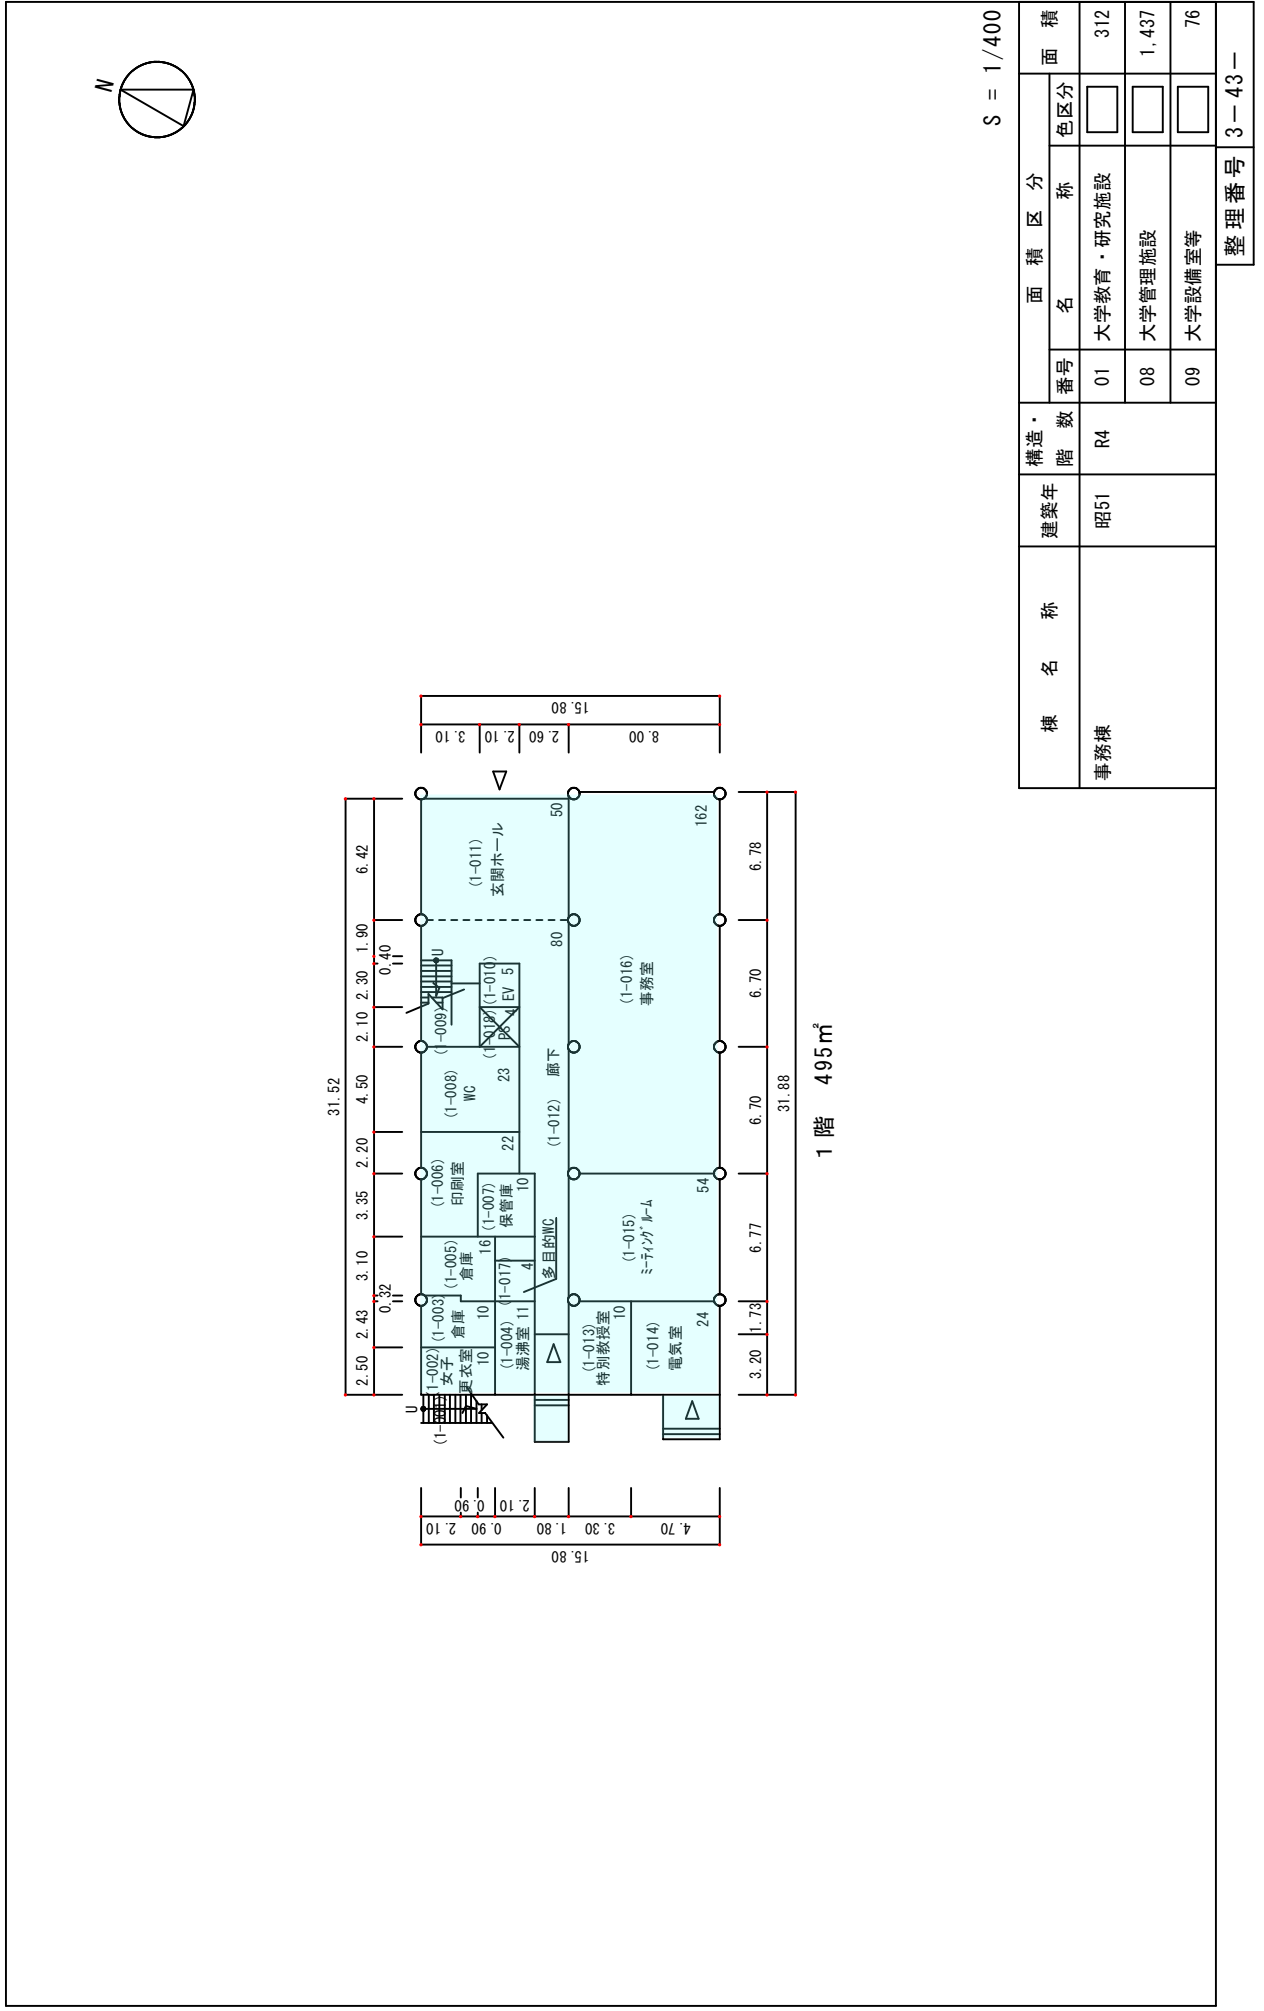 N
S = 1/400
棟 名 称
建築年
構造・
階 数
面 積 区 分
面 積
番号
名 称
色区分
事務棟
昭51
R4
01 大学教育・研究施設 312
08 大学管理施設 1,437
09 大学設備室等 76
整理番号 3－43－
31.52
2.50 2.43 0.32 3.10 3.35 2.20 4.50 2.10 2.30 0.40 1.90 6.42
15.80
2.10 0.90 0.90 2.10 1.80 3.30 4.70
U
(1-002)
女子
更衣室
10
(1-003)
倉庫
10
(1-004)
湯沸室
11
(1-005)
倉庫
16
(1-017)
4
多目的WC
(1-006)
印刷室
22
(1-007)
保管庫
10
(1-008)
WC
23
(1-009)
U
(1-018)
PS
4
(1-010)
EV 5
(1-011)
玄関ホール
50
(1-012) 廊下
80
(1-013)
特別教授室
10
(1-014)
電気室
24
(1-015)
ミーティングルーム
54
(1-016)
事務室
162
3.10 2.10 2.60 8.00
15.80
3.20 1.73 6.77 6.70 6.70 6.78
31.88
1階 495㎡